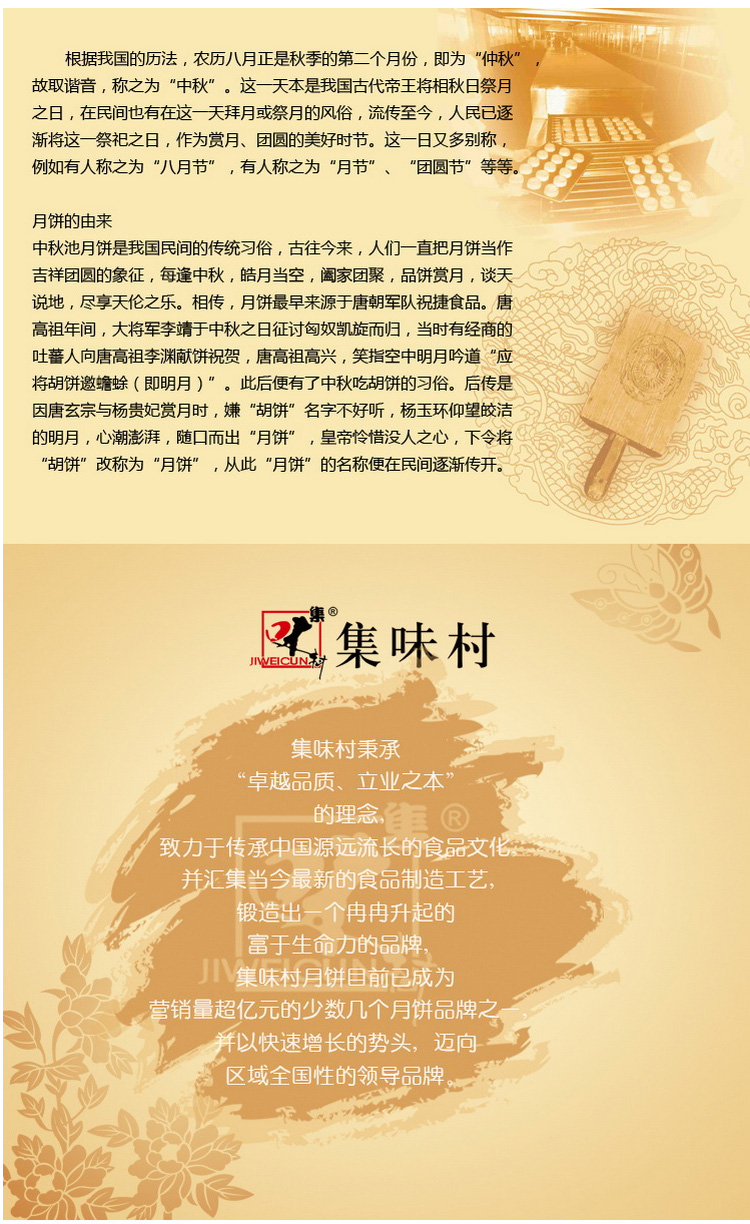 根据我国的历法，农历八月正是秋季的第二个月份，即为“仲秋”，
故取谐音，称之为“中秋”。这一天本是我国古代帝王将相秋日祭月
之日，在民间也有在这一天拜月或祭月的风俗，流传至今，人民已逐
渐将这一祭祀之日，作为赏月、团圆的美好时节。这一日又多别称，
例如有人称之为“八月节”，有人称之为“月节”、“团圆节”等等。
月饼的由来
中秋池月饼是我国民间的传统习俗，古往今来，人们一直把月饼当作
吉祥团圆的象征，每逢中秋，皓月当空，阖家团聚，品饼赏月，谈天
说地，尽享天伦之乐。相传，月饼最早来源于唐朝军队祝捷食品。唐
高祖年间，大将军李靖于中秋之日征讨匈奴凯旋而归，当时有经商的
吐蕃人向唐高祖李渊献饼祝贺，唐高祖高兴，笑指空中明月吟道“应
将胡饼邀蟾蜍（即明月）”。此后便有了中秋吃胡饼的习俗。后传是
因唐玄宗与杨贵妃赏月时，嫌“胡饼”名字不好听，杨玉环仰望皎洁
的明月，心潮澎湃，随口而出“月饼”，皇帝怜惜没人之心，下令将
“胡饼”改称为“月饼”，从此“月饼”的名称便在民间逐渐传开。
集®
村
JIWEICUN
集味村
集味村秉承
“卓越品质、立业之本”
的理念，
致力于传承中国源远流长的食品文化，
并汇集当今最新的食品制造工艺，
锻造出一个冉冉升起的
富于生命力的品牌，
集味村月饼目前已成为
营销量超亿元的少数几个月饼品牌之一，
并以快速增长的势头，迈向
区域全国性的领导品牌。
集®
JIWEICUN